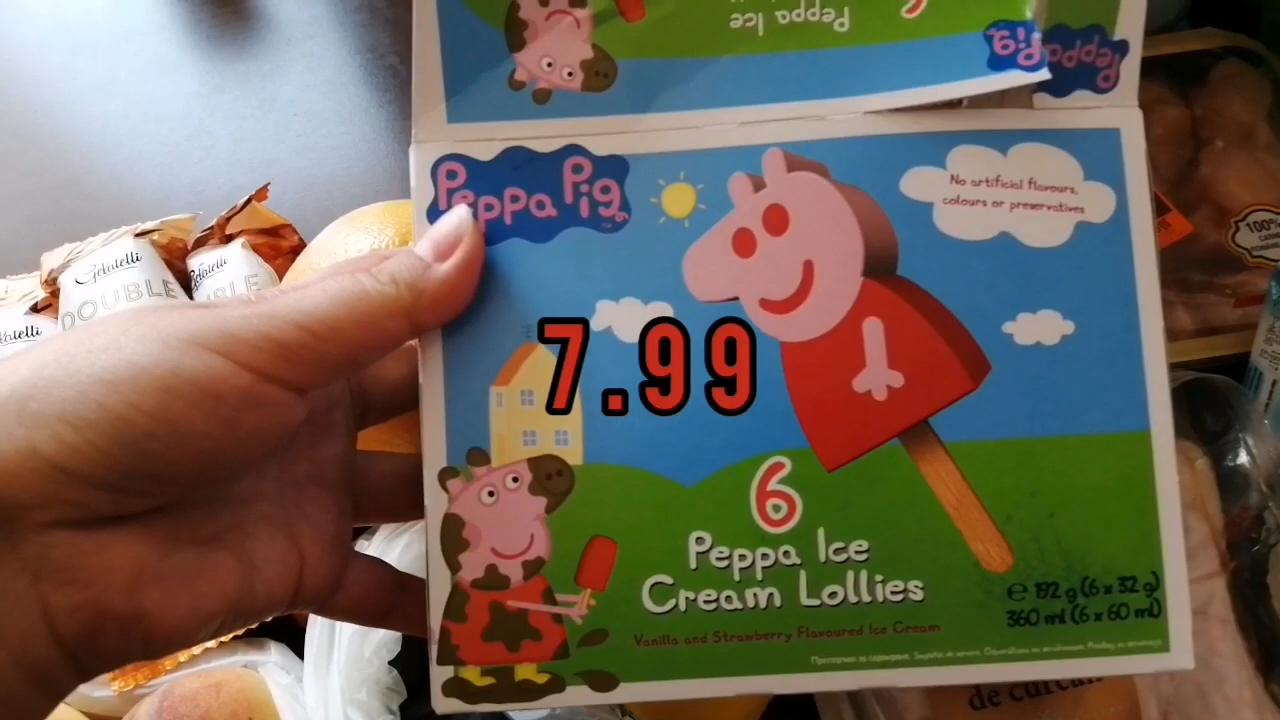 Peppa Ice
6
Peppa Pig
Peppa Pig
No artificial flavours,
colours or preservatives
Gelatelli
DOUBLE
Gelatelli
100%
7.99
6
Peppa Ice
Cream Lollies
Vanilla and Strawberry Flavoured Ice Cream
e 192 g (6 x 32 g)
360 ml (6 x 60 ml)
de curcan